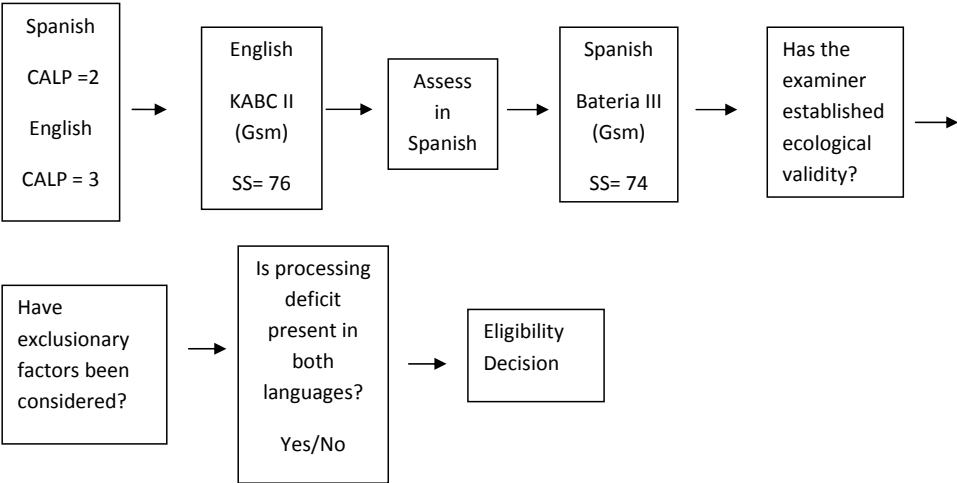 Spanish
CALP =2
English
CALP = 3
English
KABC II
(Gsm)
SS= 76
Assess
in
Spanish
Spanish
Bateria III
(Gsm)
SS= 74
Has the
examiner
established
ecological
validity?
Have
exclusionary
factors been
considered?
Is processing
deficit
present in
both
languages?
Yes/No
Eligibility
Decision